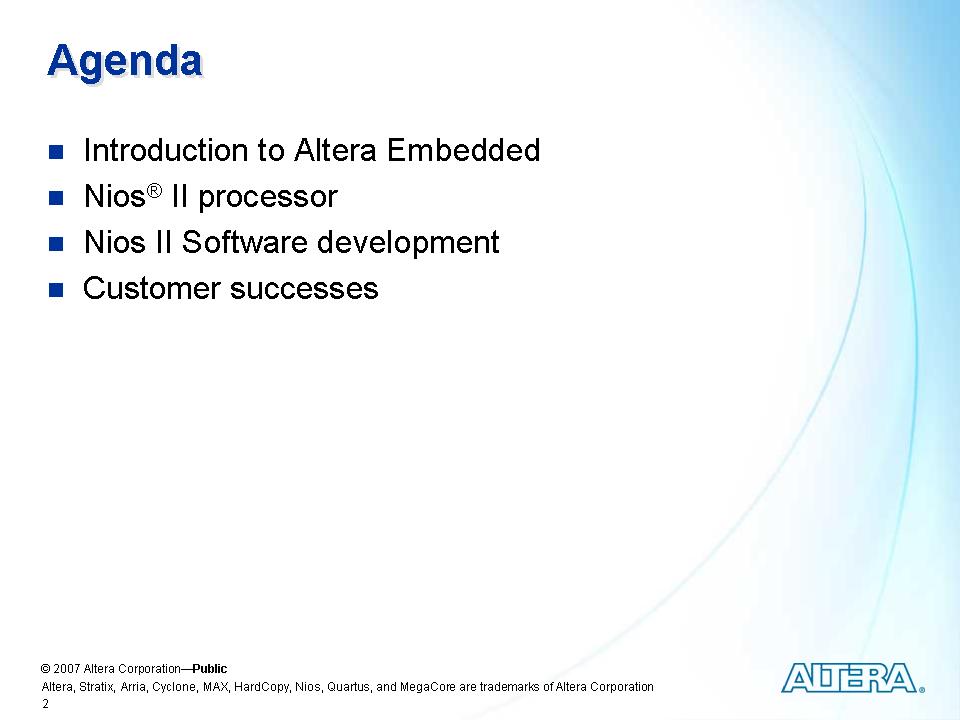 Agenda
Introduction to Altera Embedded
Nios® II processor
Nios II Software development
Customer successes
© 2007 Altera Corporation—Public
Altera, Stratix, Arria, Cyclone, MAX, HardCopy, Nios, Quartus, and MegaCore are trademarks of Altera Corporation
2
ALTERA®